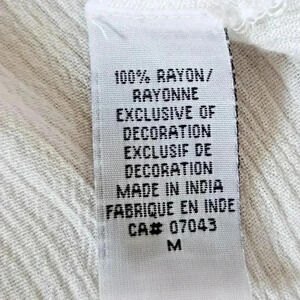 100% RAYON/
RAYONNE
EXCLUSIVE OF
DECORATION
EXCLUSIF DE
DECORATION
MADE IN INDIA
FABRIQUE EN INDE
CA# 07043
M